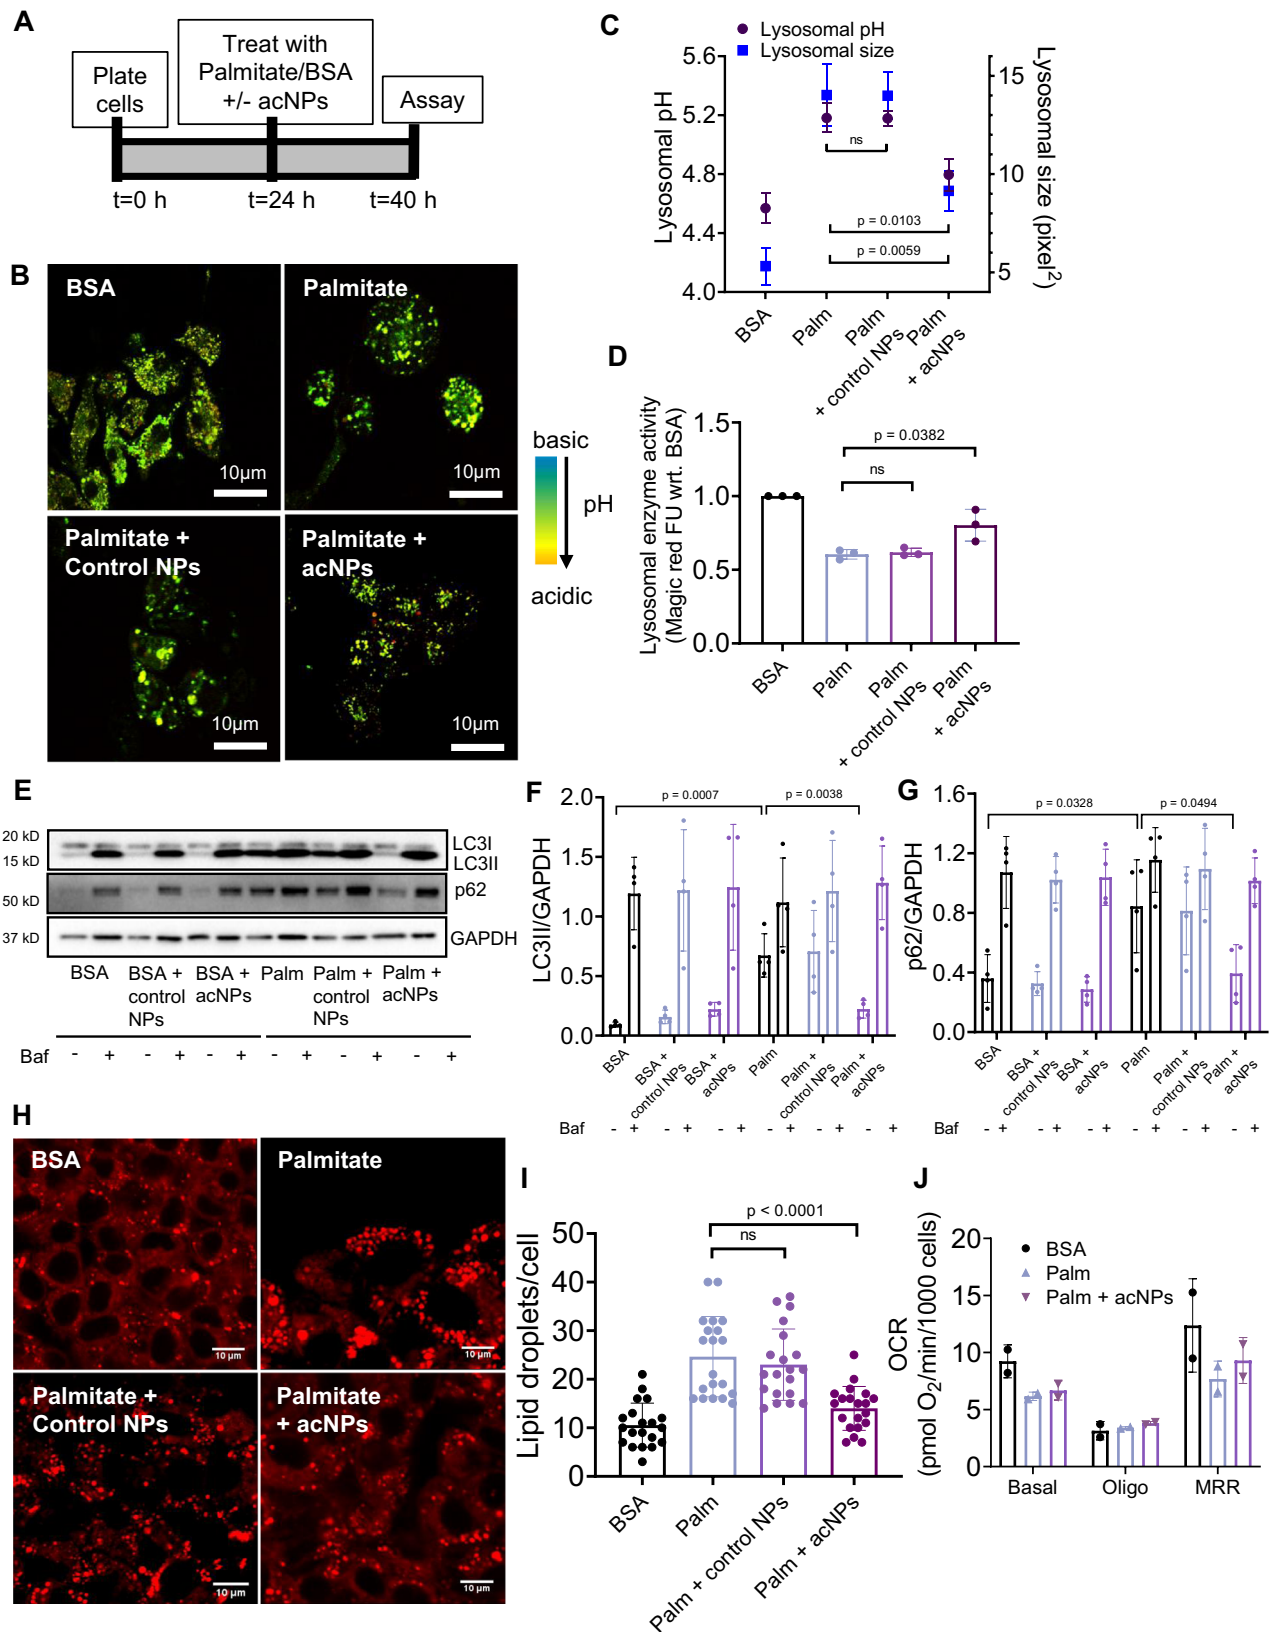 A
Plate
cells
Treat with
Palmitate/BSA
+/- acNPs
Assay
t=0 h
t=24 h
t=40 h
B
BSA
10μm
Palmitate
10μm
Palmitate +
Control NPs
10μm
Palmitate +
acNPs
10μm
basic
pH
acidic
C
Lysosomal pH
Lysosomal size
Lysosomal pH
5.6
5.2
4.8
4.4
4.0
Lysosomal size (pixel²)
15
10
5
ns
p = 0.0103
p = 0.0059
BSA
Palm
Palm
+ control NPs
Palm
+ acNPs
D
Lysosomal enzyme activity
(Magic red FU wrt. BSA)
1.5
1.0
0.5
0.0
p = 0.0382
ns
BSA
Palm
Palm
+ control NPs
Palm
+ acNPs
E
20 kD
15 kD
50 kD
37 kD
LC3I
LC3II
p62
GAPDH
BSA
BSA +
control
NPs
BSA +
acNPs
Palm
Palm +
control
NPs
Palm +
acNPs
Baf - + - + - + - + - + - +
F
LC3II/GAPDH
2.0
1.5
1.0
0.5
0.0
p = 0.0007
p = 0.0038
BSA
BSA +
control NPs
BSA +
acNPs
Palm
Palm +
control NPs
Palm +
acNPs
Baf - + - + - + - + - + - +
G
p62/GAPDH
1.6
1.2
0.8
0.4
0.0
p = 0.0328
p = 0.0494
BSA
BSA +
control NPs
BSA +
acNPs
Palm
Palm +
control NPs
Palm +
acNPs
Baf - + - + - + - + - + - +
H
BSA
10 μm
Palmitate
10 μm
Palmitate +
Control NPs
10 μm
Palmitate
+ acNPs
10 μm
I
Lipid droplets/cell
50
40
30
20
10
0
p < 0.0001
ns
BSA
Palm
Palm + control NPs
Palm + acNPs
J
OCR
(pmol O₂/min/1000 cells)
20
15
10
5
0
BSA
Palm
Palm + acNPs
Basal
Oligo
MRR